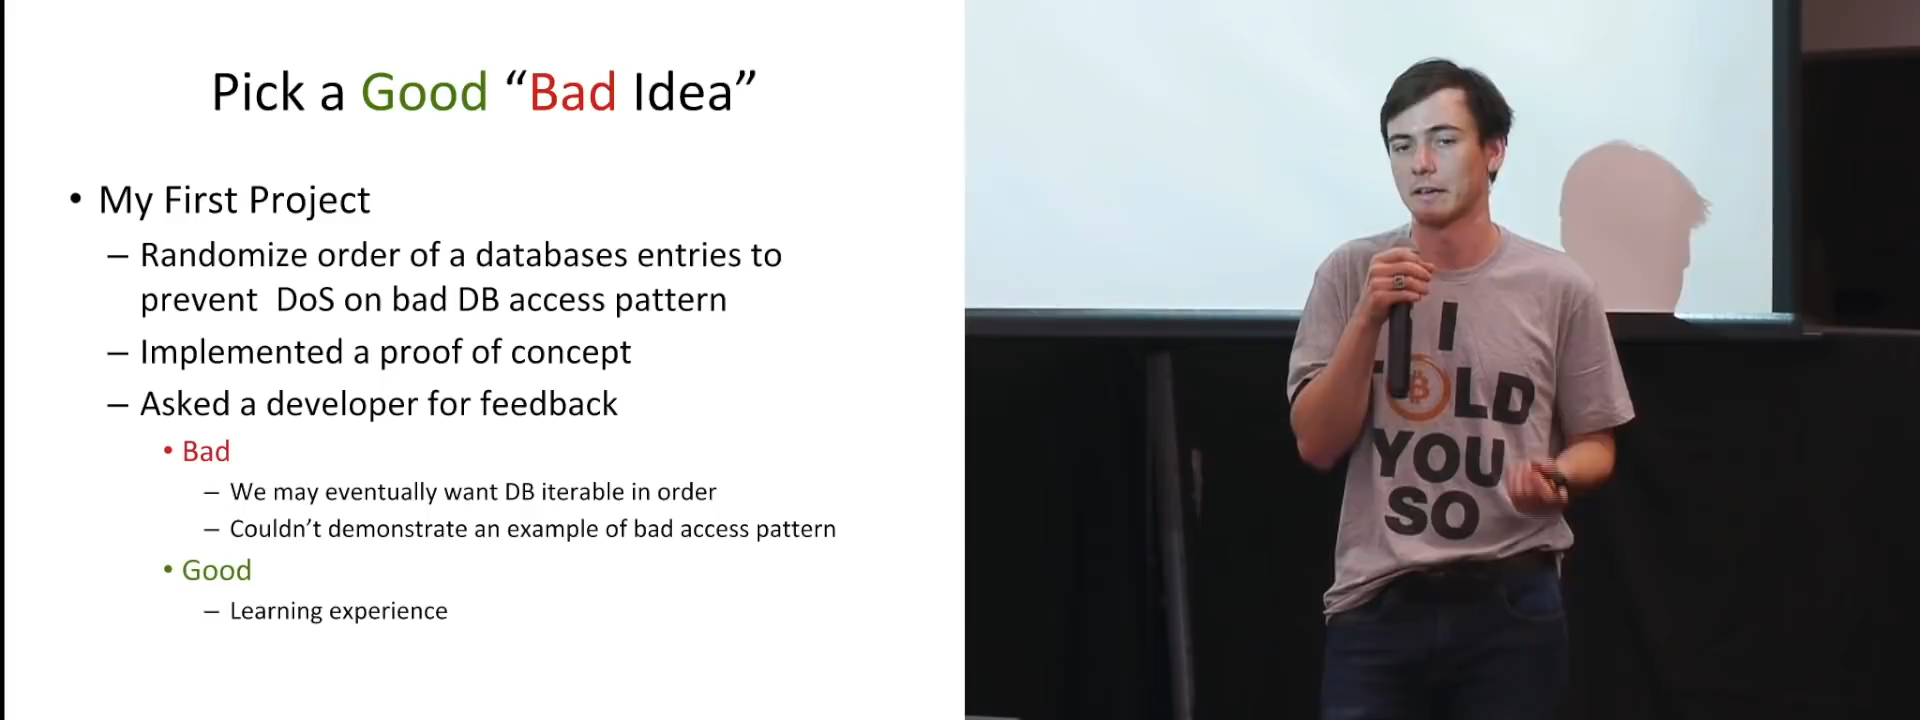 Pick a Good “Bad Idea”
• My First Project
– Randomize order of a databases entries to
prevent  DoS on bad DB access pattern
– Implemented a proof of concept
– Asked a developer for feedback
• Bad
– We may eventually want DB iterable in order
– Couldn’t demonstrate an example of bad access pattern
• Good
– Learning experience
I
T₿LD
YOU
SO